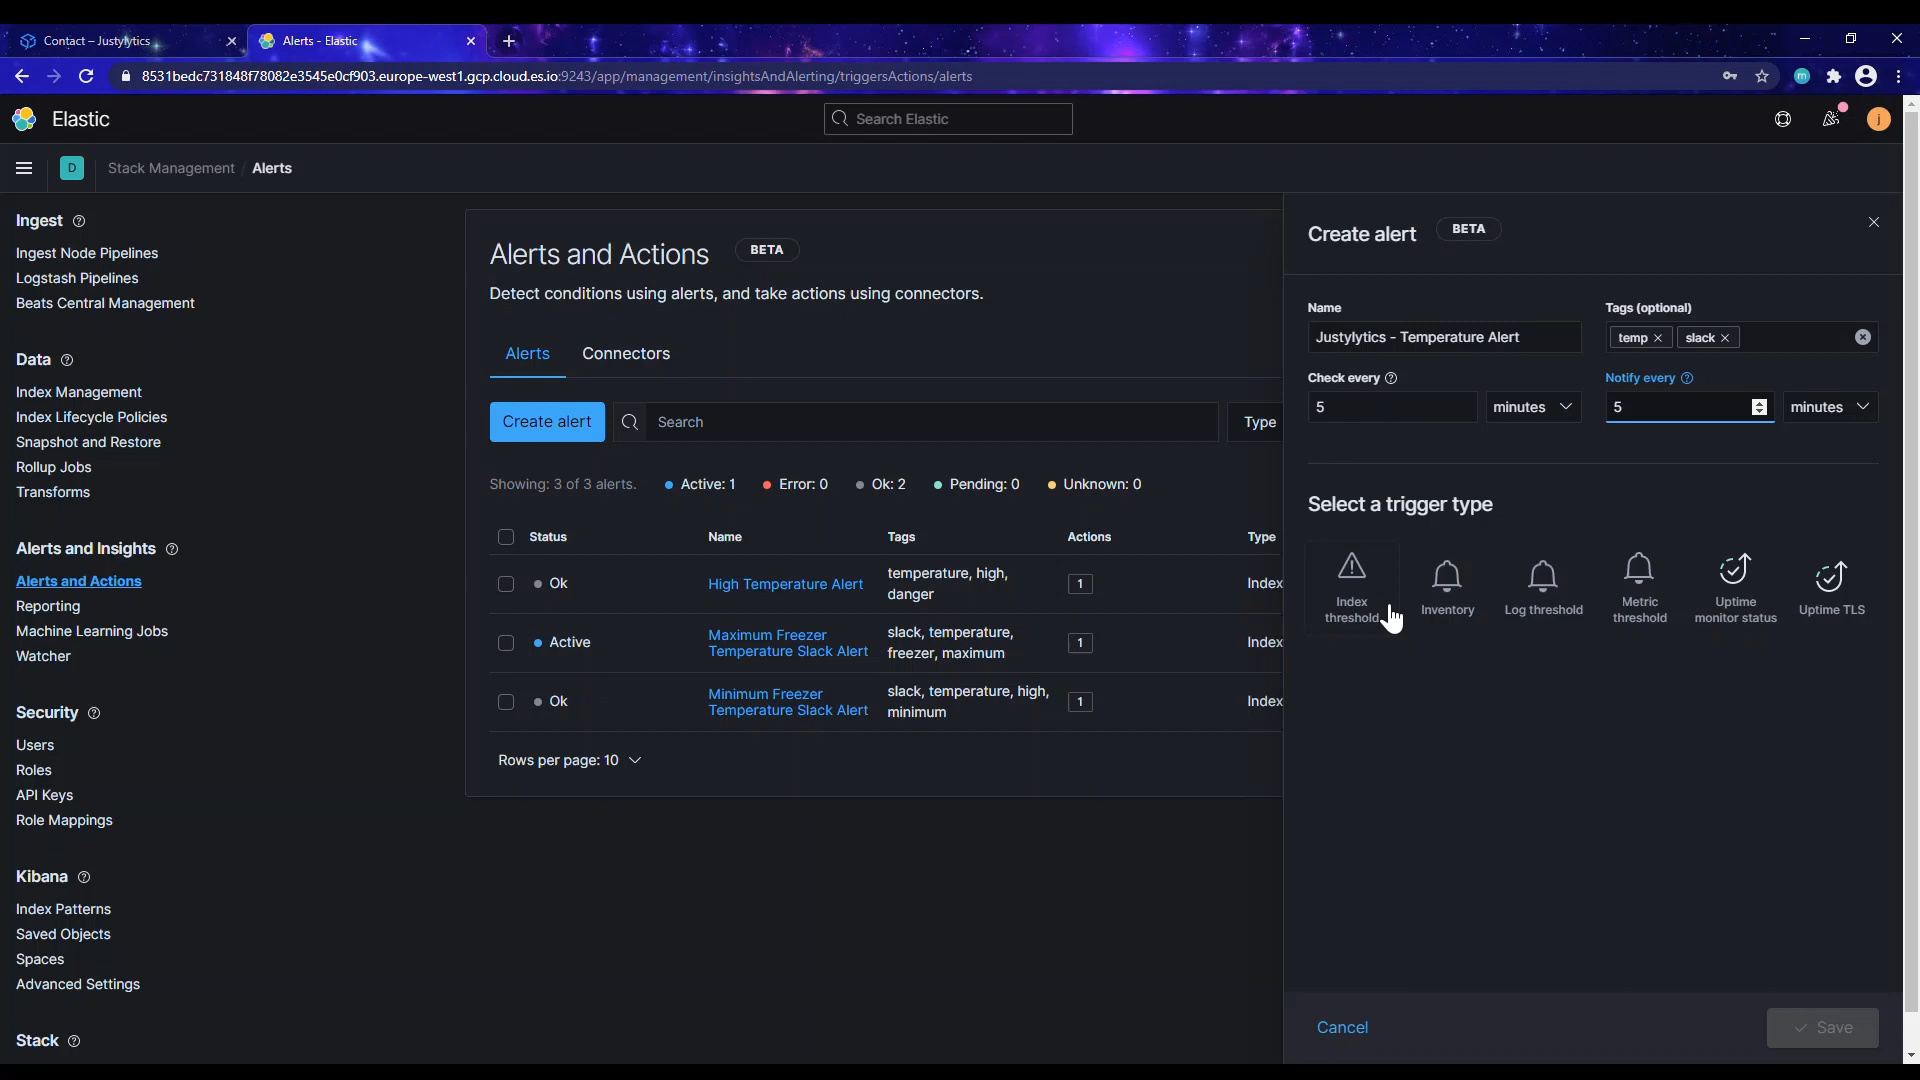 Contact – Justylytics
Alerts - Elastic
8531bedc731848f78082e3545e0cf903.europe-west1.gcp.cloud.es.io:9243/app/management/insightsAndAlerting/triggersActions/alerts
m
Elastic
Search Elastic
j
D
Stack Management / Alerts
Ingest
Ingest Node Pipelines
Logstash Pipelines
Beats Central Management
Data
Index Management
Index Lifecycle Policies
Snapshot and Restore
Rollup Jobs
Transforms
Alerts and Insights
Alerts and Actions
Reporting
Machine Learning Jobs
Watcher
Security
Users
Roles
API Keys
Role Mappings
Kibana
Index Patterns
Saved Objects
Spaces
Advanced Settings
Stack
Alerts and Actions BETA
Detect conditions using alerts, and take actions using connectors.
Alerts Connectors
Create alert Search Type
Showing: 3 of 3 alerts. Active: 1 Error: 0 Ok: 2 Pending: 0 Unknown: 0
Status Name Tags Actions Type
Ok High Temperature Alert temperature, high, 1 Index
danger
Active Maximum Freezer slack, temperature, 1 Index
Temperature Slack Alert freezer, maximum
Ok Minimum Freezer slack, temperature, high, 1 Index
Temperature Slack Alert minimum
Rows per page: 10
Create alert BETA
Name Tags (optional)
Justylytics - Temperature Alert temp slack
Check every Notify every
5 minutes 5 minutes
Select a trigger type
Index
threshold
Inventory
Log threshold
Metric
threshold
Uptime
monitor status
Uptime TLS
Cancel Save